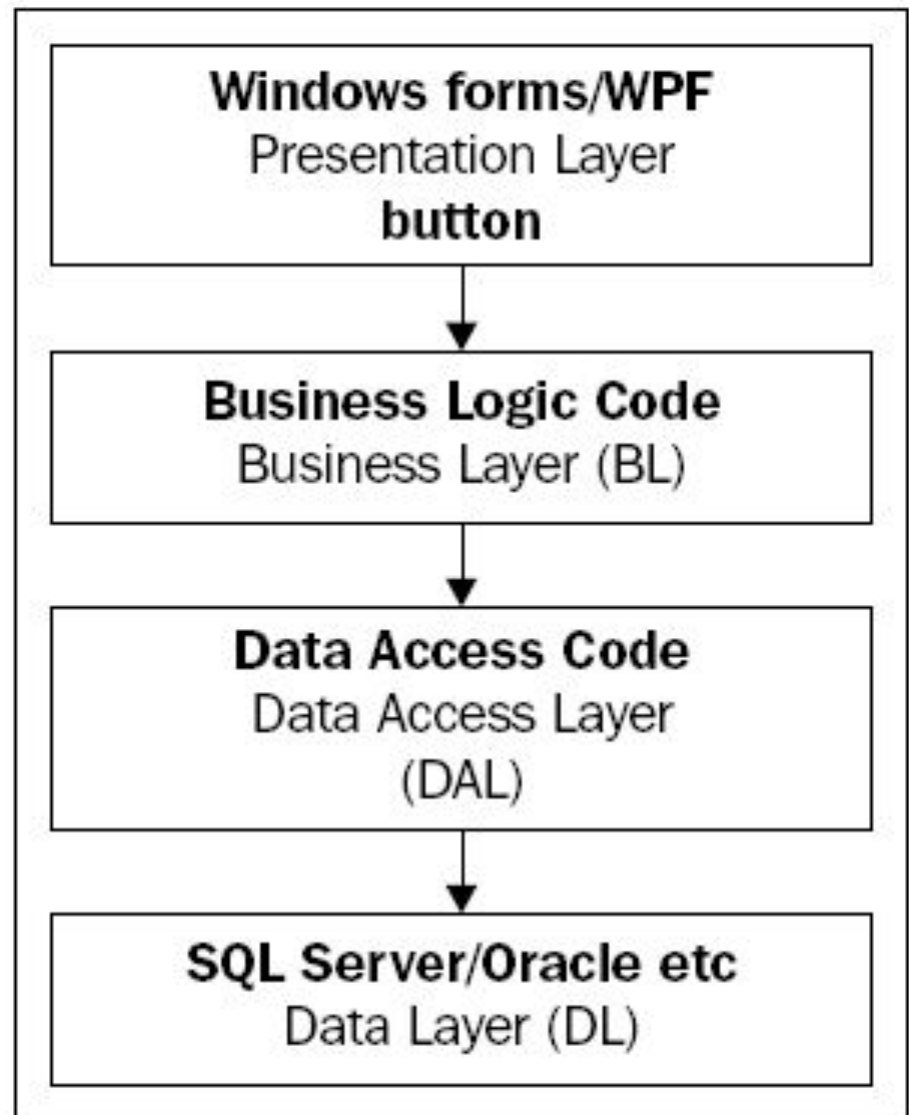 Windows forms/WPF
Presentation Layer
button
Business Logic Code
Business Layer (BL)
Data Access Code
Data Access Layer
(DAL)
SQL Server/Oracle etc
Data Layer (DL)